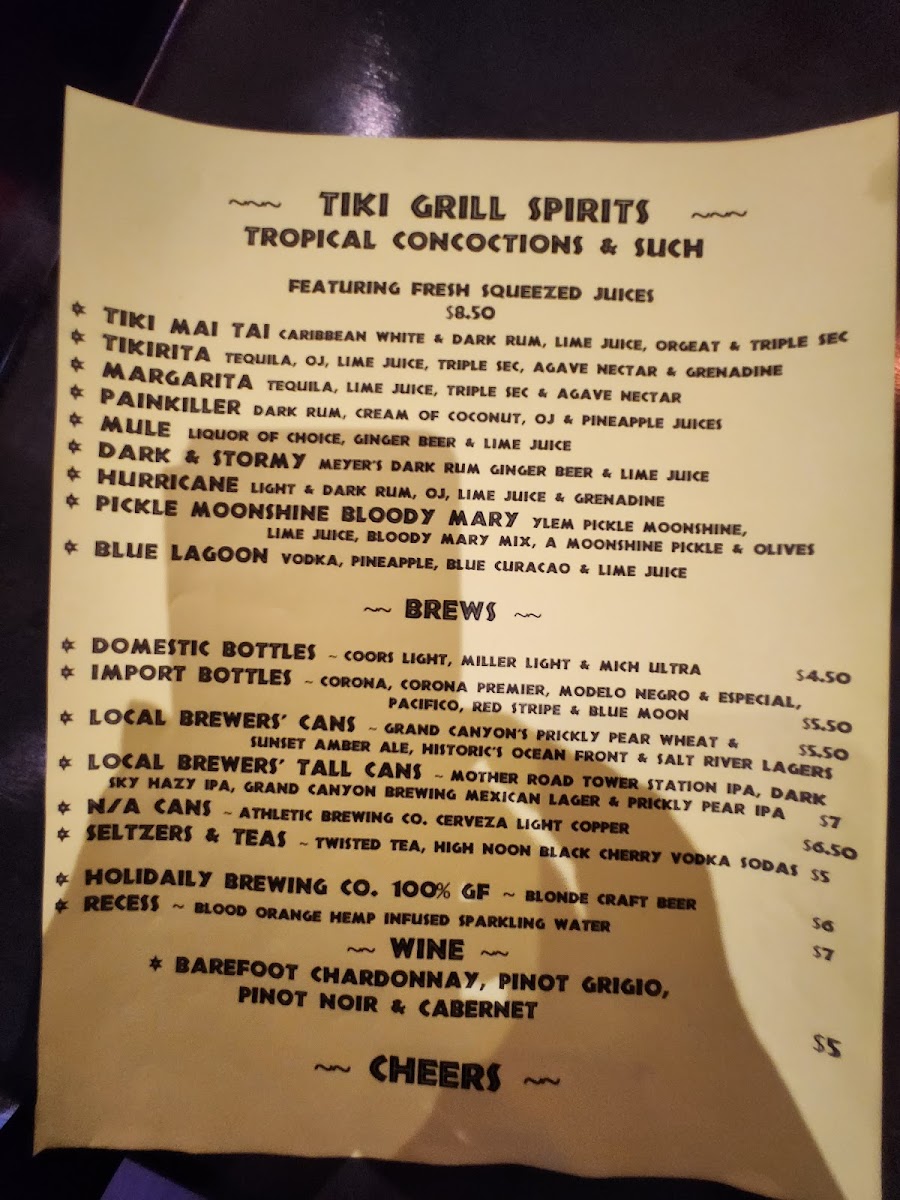 ~~~ TIKI GRILL SPIRITS ~~~
TROPICAL CONCOCTIONS & SUCH
FEATURING FRESH SQUEEZED JUICES
$8.50
* TIKI MAI TAI CARIBBEAN WHITE & DARK RUM, LIME JUICE, ORGEAT & TRIPLE SEC
* TIKIRITA TEQUILA, OJ, LIME JUICE, TRIPLE SEC, AGAVE NECTAR & GRENADINE
* MARGARITA TEQUILA, LIME JUICE, TRIPLE SEC & AGAVE NECTAR
* PAINKILLER DARK RUM, CREAM OF COCONUT, OJ & PINEAPPLE JUICES
* MULE LIQUOR OF CHOICE, GINGER BEER & LIME JUICE
* DARK & STORMY MEYER'S DARK RUM GINGER BEER & LIME JUICE
* HURRICANE LIGHT & DARK RUM, OJ, LIME JUICE & GRENADINE
* PICKLE MOONSHINE BLOODY MARY YLEM PICKLE MOONSHINE,
LIME JUICE, BLOODY MARY MIX, A MOONSHINE PICKLE & OLIVES
* BLUE LAGOON VODKA, PINEAPPLE, BLUE CURACAO & LIME JUICE
~~ BREWS ~~
* DOMESTIC BOTTLES ~ COORS LIGHT, MILLER LIGHT & MICH ULTRA $4.50
* IMPORT BOTTLES ~ CORONA, CORONA PREMIER, MODELO NEGRO & ESPECIAL,
PACIFICO, RED STRIPE & BLUE MOON $5.50
* LOCAL BREWERS' CANS ~ GRAND CANYON'S PRICKLY PEAR WHEAT & $5.50
SUNSET AMBER ALE, HISTORIC'S OCEAN FRONT & SALT RIVER LAGERS
* LOCAL BREWERS' TALL CANS ~ MOTHER ROAD TOWER STATION IPA, DARK
SKY HAZY IPA, GRAND CANYON BREWING MEXICAN LAGER & PRICKLY PEAR IPA $7
* N/A CANS ~ ATHLETIC BREWING CO. CERVEZA LIGHT COPPER $6.50
* SELTZERS & TEAS ~ TWISTED TEA, HIGH NOON BLACK CHERRY VODKA SODAS $5
* HOLIDAILY BREWING CO. 100% GF ~ BLONDE CRAFT BEER $6
* RECESS ~ BLOOD ORANGE HEMP INFUSED SPARKLING WATER $7
~~ WINE ~~
* BAREFOOT CHARDONNAY, PINOT GRIGIO,
PINOT NOIR & CABERNET $5
~~ CHEERS ~~